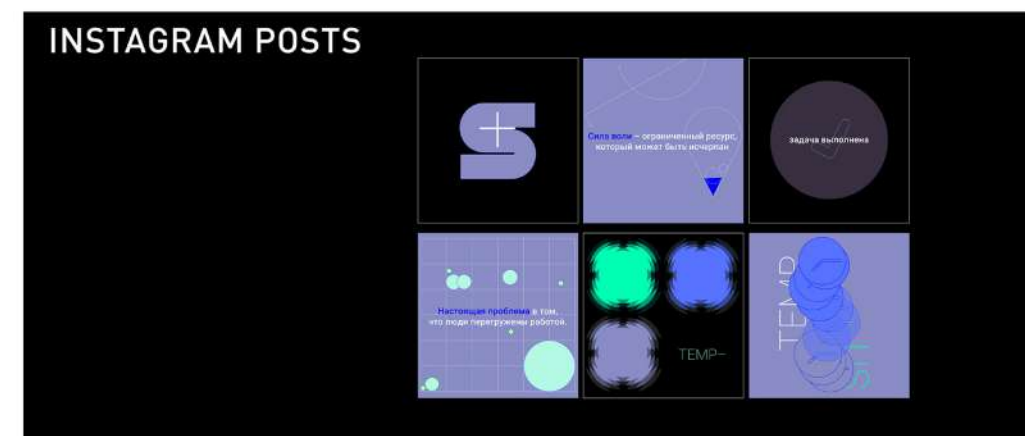 INSTAGRAM POSTS
S
Сила воли – ограниченный ресурс,
который может быть исчерпан
задача выполнена
Настоящая проблема в том,
что люди перегружены работой.
TEMP–
TEMP